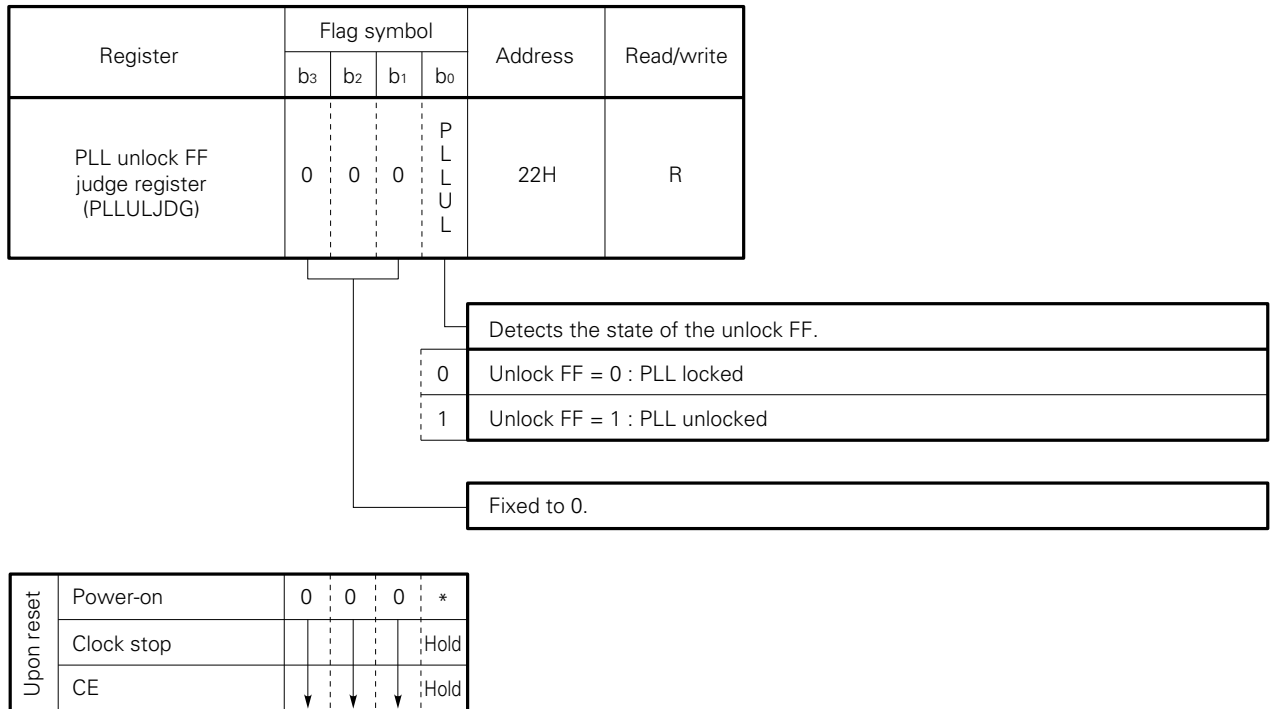 Register
Flag symbol
Address
Read/write
b3 b2 b1 b0
PLL unlock FF
judge register
(PLLULJDG)
0 0 0
P
L
L
U
L
22H
R
Detects the state of the unlock FF.
0 Unlock FF = 0 : PLL locked
1 Unlock FF = 1 : PLL unlocked
Fixed to 0.
Upon reset
Power-on 0 0 0 *
Clock stop Hold
CE Hold